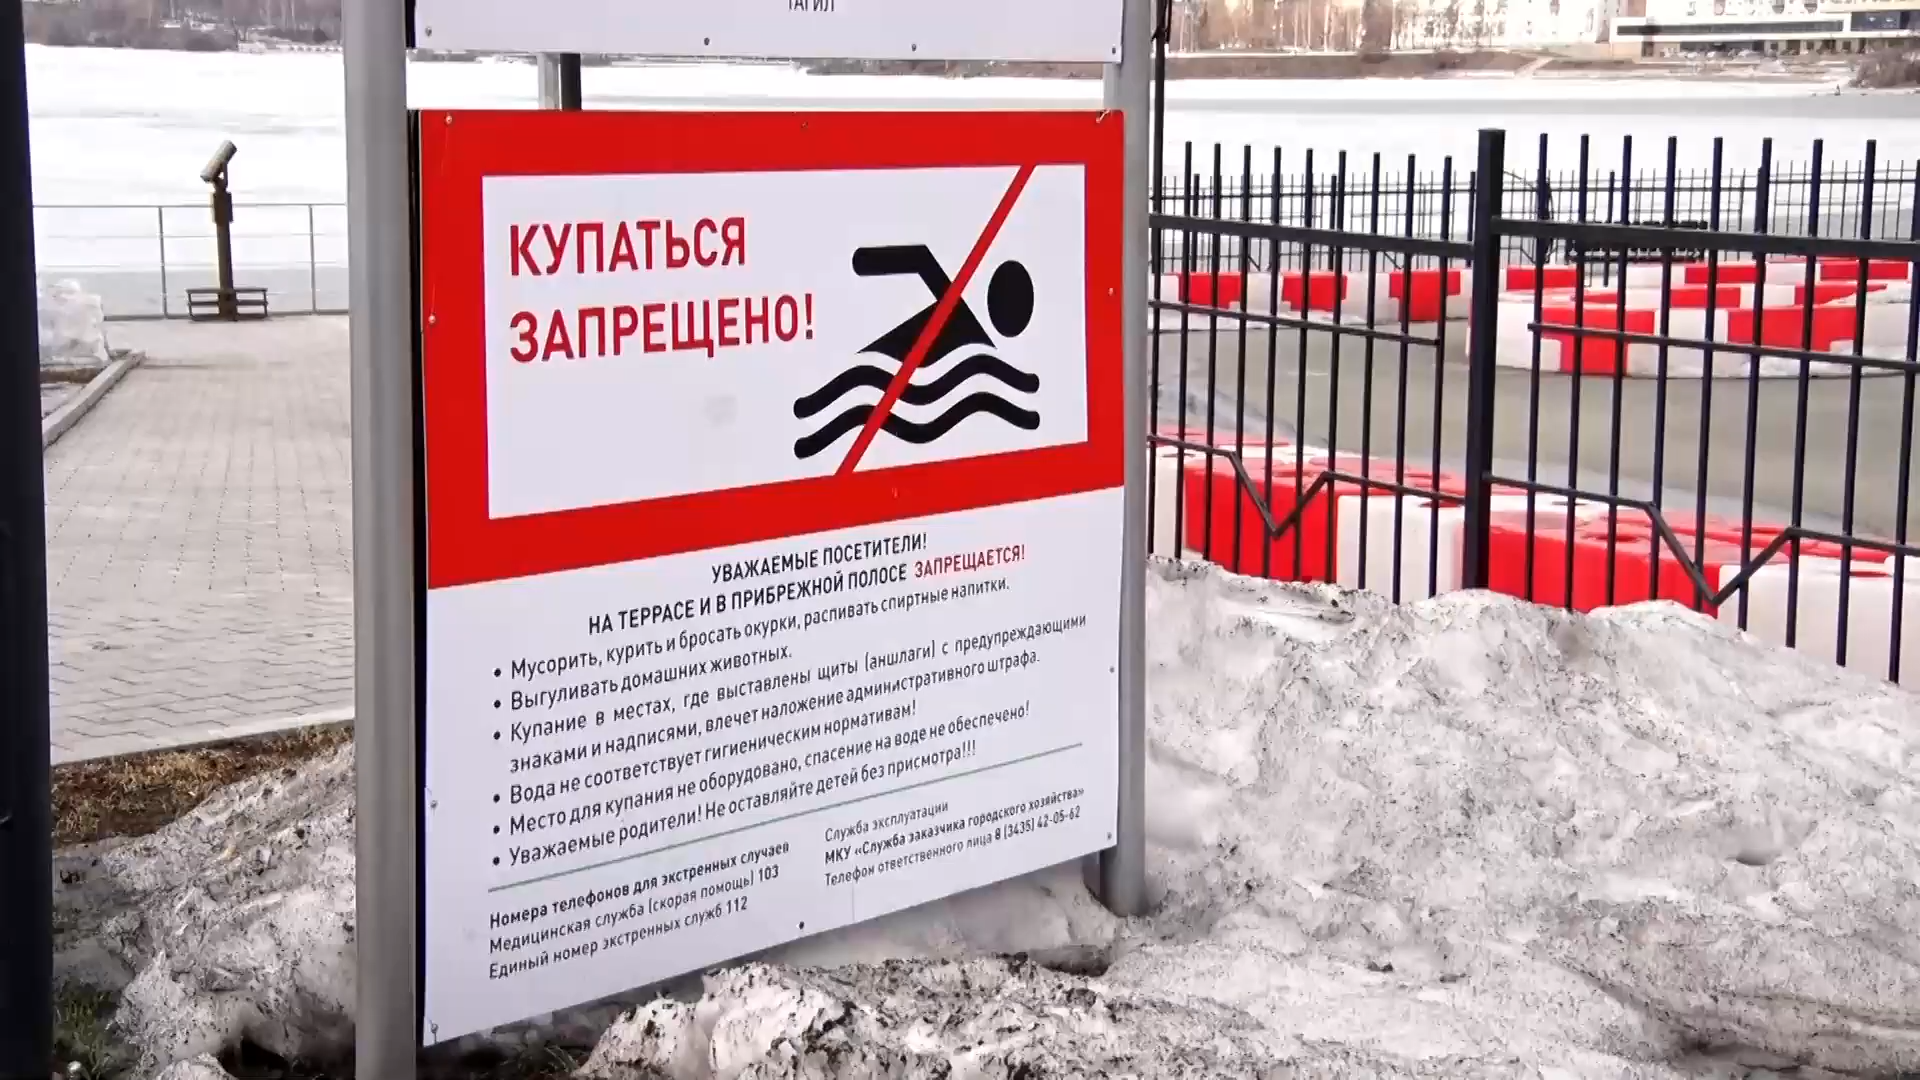 ТАГИЛ
КУПАТЬСЯ
ЗАПРЕЩЕНО!
УВАЖАЕМЫЕ ПОСЕТИТЕЛИ!
НА ТЕРРАСЕ И В ПРИБРЕЖНОЙ ПОЛОСЕ ЗАПРЕЩАЕТСЯ!
• Мусорить, курить и бросать окурки, распивать спиртные напитки.
• Выгуливать домашних животных.
• Купание в местах, где выставлены щиты (аншлаги) с предупреждающими
знаками и надписями, влечет наложение административного штрафа.
• Вода не соответствует гигиеническим нормативам!
• Место для купания не оборудовано, спасение на воде не обеспечено!
• Уважаемые родители! Не оставляйте детей без присмотра!!!
Номера телефонов для экстренных случаев
Медицинская служба (скорая помощь) 103
Единый номер экстренных служб 112
Служба эксплуатации
МКУ «Служба заказчика городского хозяйства»
Телефон ответственного лица 8 (3435) 42-05-62